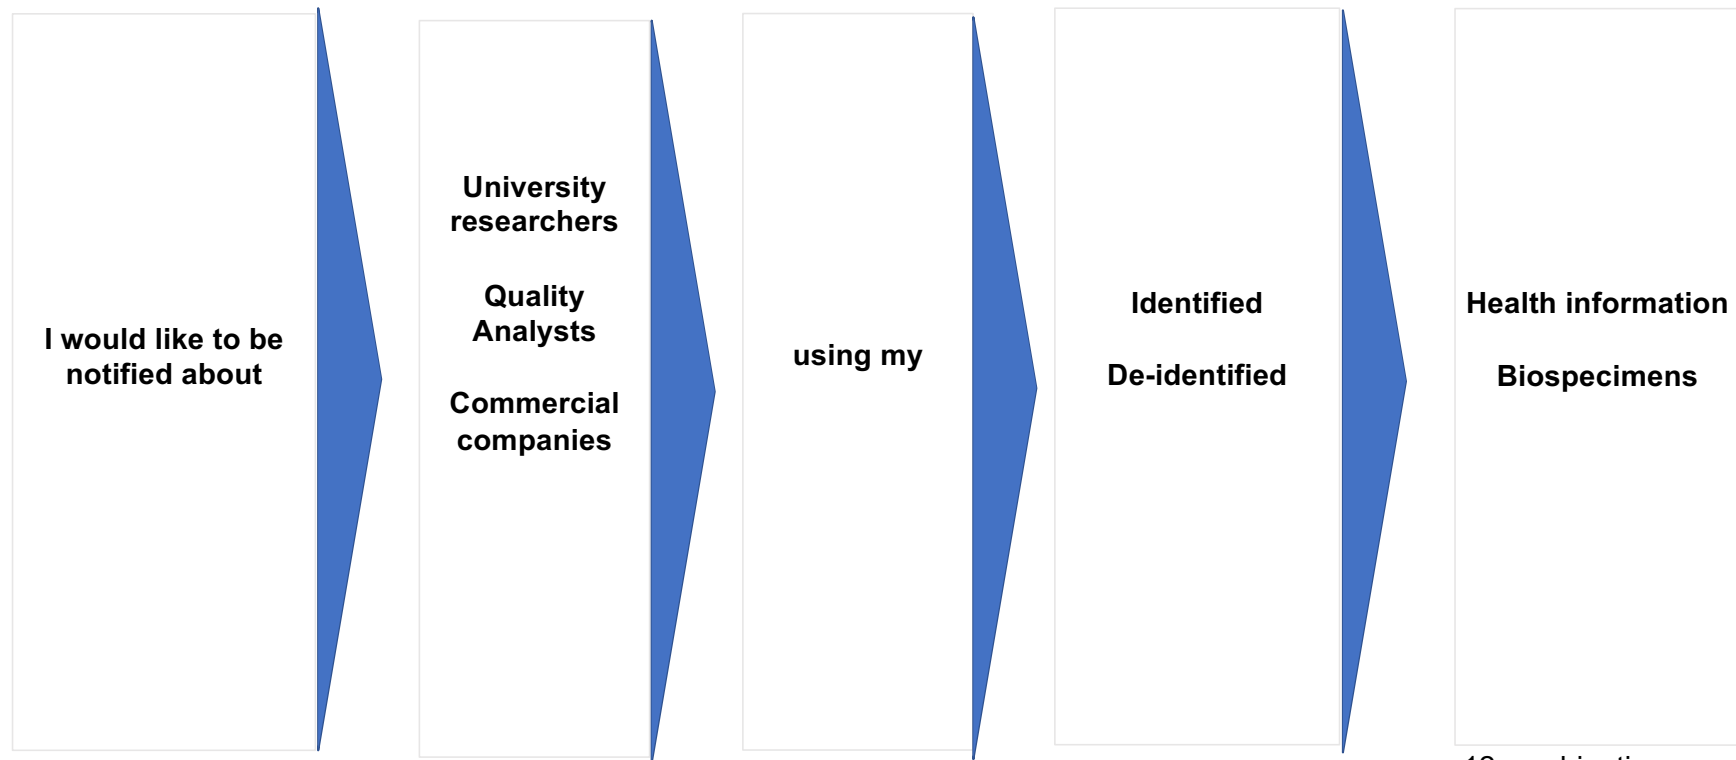 I would like to be
notified about
University
researchers
Quality
Analysts
Commercial
companies
using my
Identified
De-identified
Health information
Biospecimens